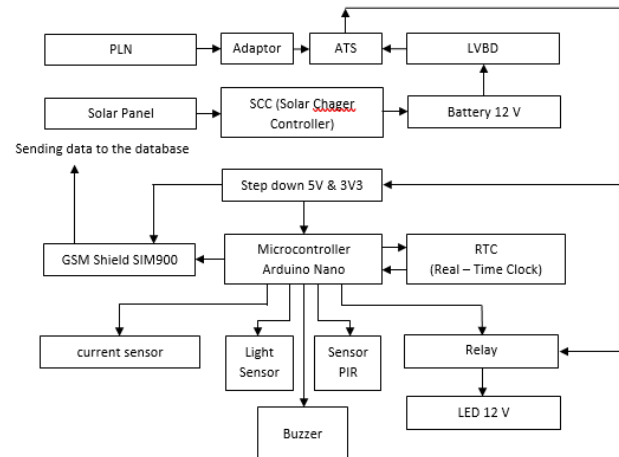 PLN
Adaptor
ATS
LVBD
Solar Panel
SCC (Solar Chager
Controller)
Battery 12 V
Sending data to the database
Step down 5V & 3V3
GSM Shield SIM900
Microcontroller
Arduino Nano
RTC
(Real – Time Clock)
current sensor
Light
Sensor
Sensor
PIR
Relay
LED 12 V
Buzzer